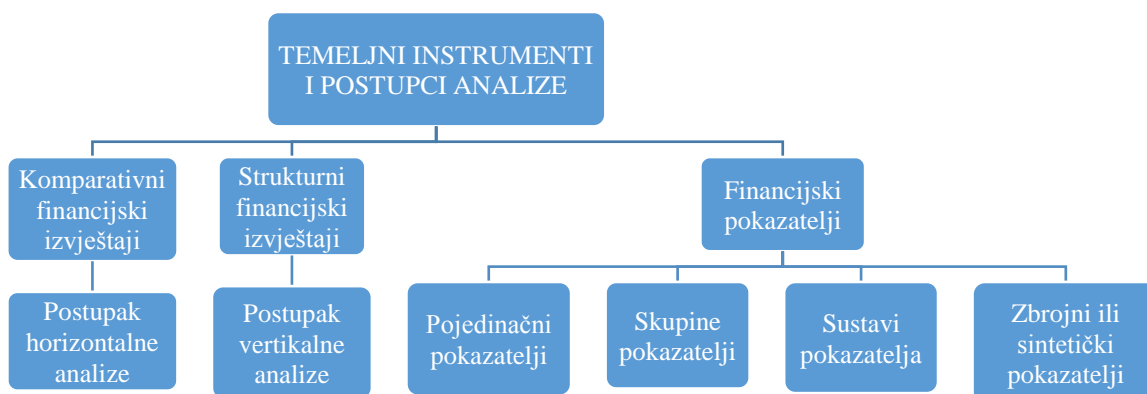 TEMELJNI INSTRUMENTI
I POSTUPCI ANALIZE
Komparativni
financijski
izvještaji
Strukturni
financijski
izvještaji
Financijski
pokazatelji
Postupak
horizontalne
analize
Postupak
vertikalne
analize
Pojedinačni
pokazatelji
Skupine
pokazatelji
Sustavi
pokazatelja
Zbrojni ili
sintetički
pokazatelji